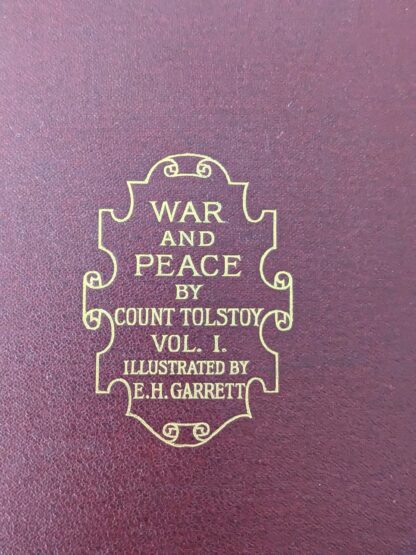 WAR
AND
PEACE
BY
COUNT TOLSTOY
VOL. I.
ILLUSTRATED BY
E.H. GARRETT